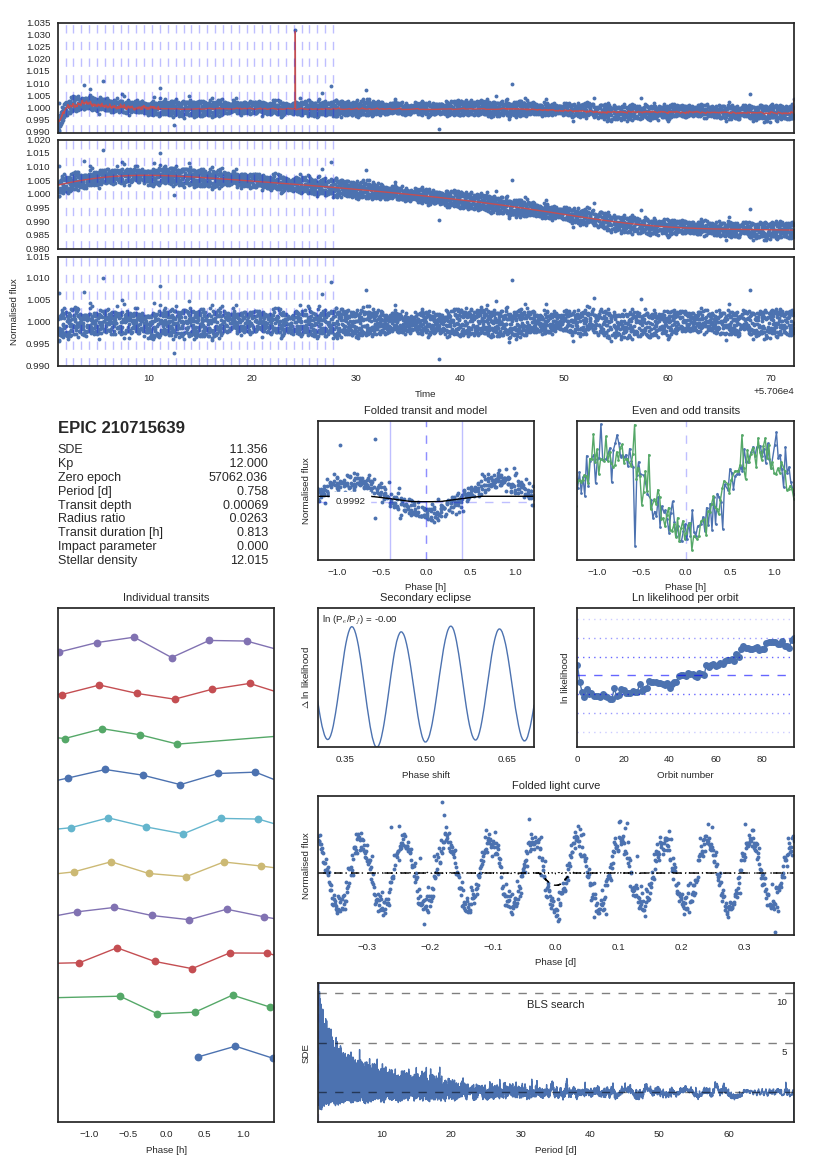 1.035
1.030
1.025
1.020
1.015
1.010
1.005
1.000
0.995
0.990
1.020
1.015
1.010
1.005
1.000
0.995
0.990
0.985
0.980
1.015
1.010
1.005
1.000
0.995
0.990
Normalised flux
10 20 30 40 50 60 70
Time
+5.706e4
EPIC 210715639
SDE 11.356
Kp 12.000
Zero epoch 57062.036
Period [d] 0.758
Transit depth 0.00069
Radius ratio 0.0263
Transit duration [h] 0.813
Impact parameter 0.000
Stellar density 12.015
Folded transit and model
Normalised flux
0.9992
−1.0 −0.5 0.0 0.5 1.0
Phase [h]
Even and odd transits
−1.0 −0.5 0.0 0.5 1.0
Phase [h]
Individual transits
−1.0 −0.5 0.0 0.5 1.0
Phase [h]
Secondary eclipse
Δ ln likelihood
0.35 0.50 0.65
Phase shift
Ln likelihood per orbit
ln likelihood
0 20 40 60 80
Orbit number
Folded light curve
Normalised flux
−0.3 −0.2 −0.1 0.0 0.1 0.2 0.3
Phase [d]
BLS search
SDE
10
5
10 20 30 40 50 60
Period [d]